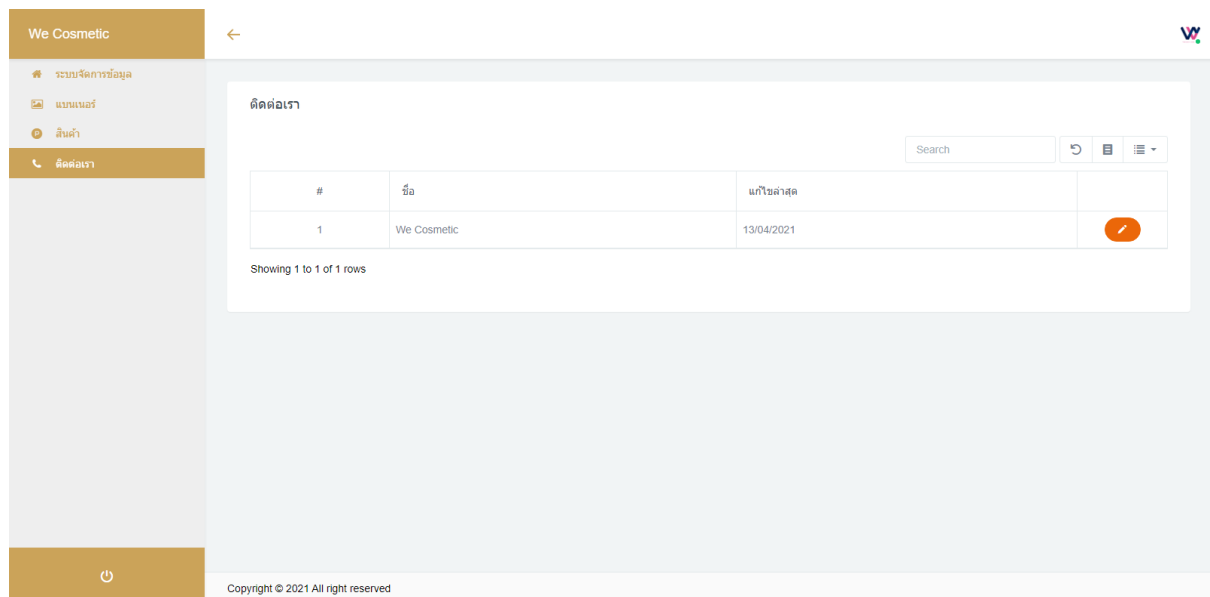 We Cosmetic
ระบบจัดการข้อมูล
แบนเนอร์
สินค้า
ติดต่อเรา
ติดต่อเรา
Search
# ชื่อ แก้ไขล่าสุด
1 We Cosmetic 13/04/2021
Showing 1 to 1 of 1 rows
Copyright © 2021 All right reserved